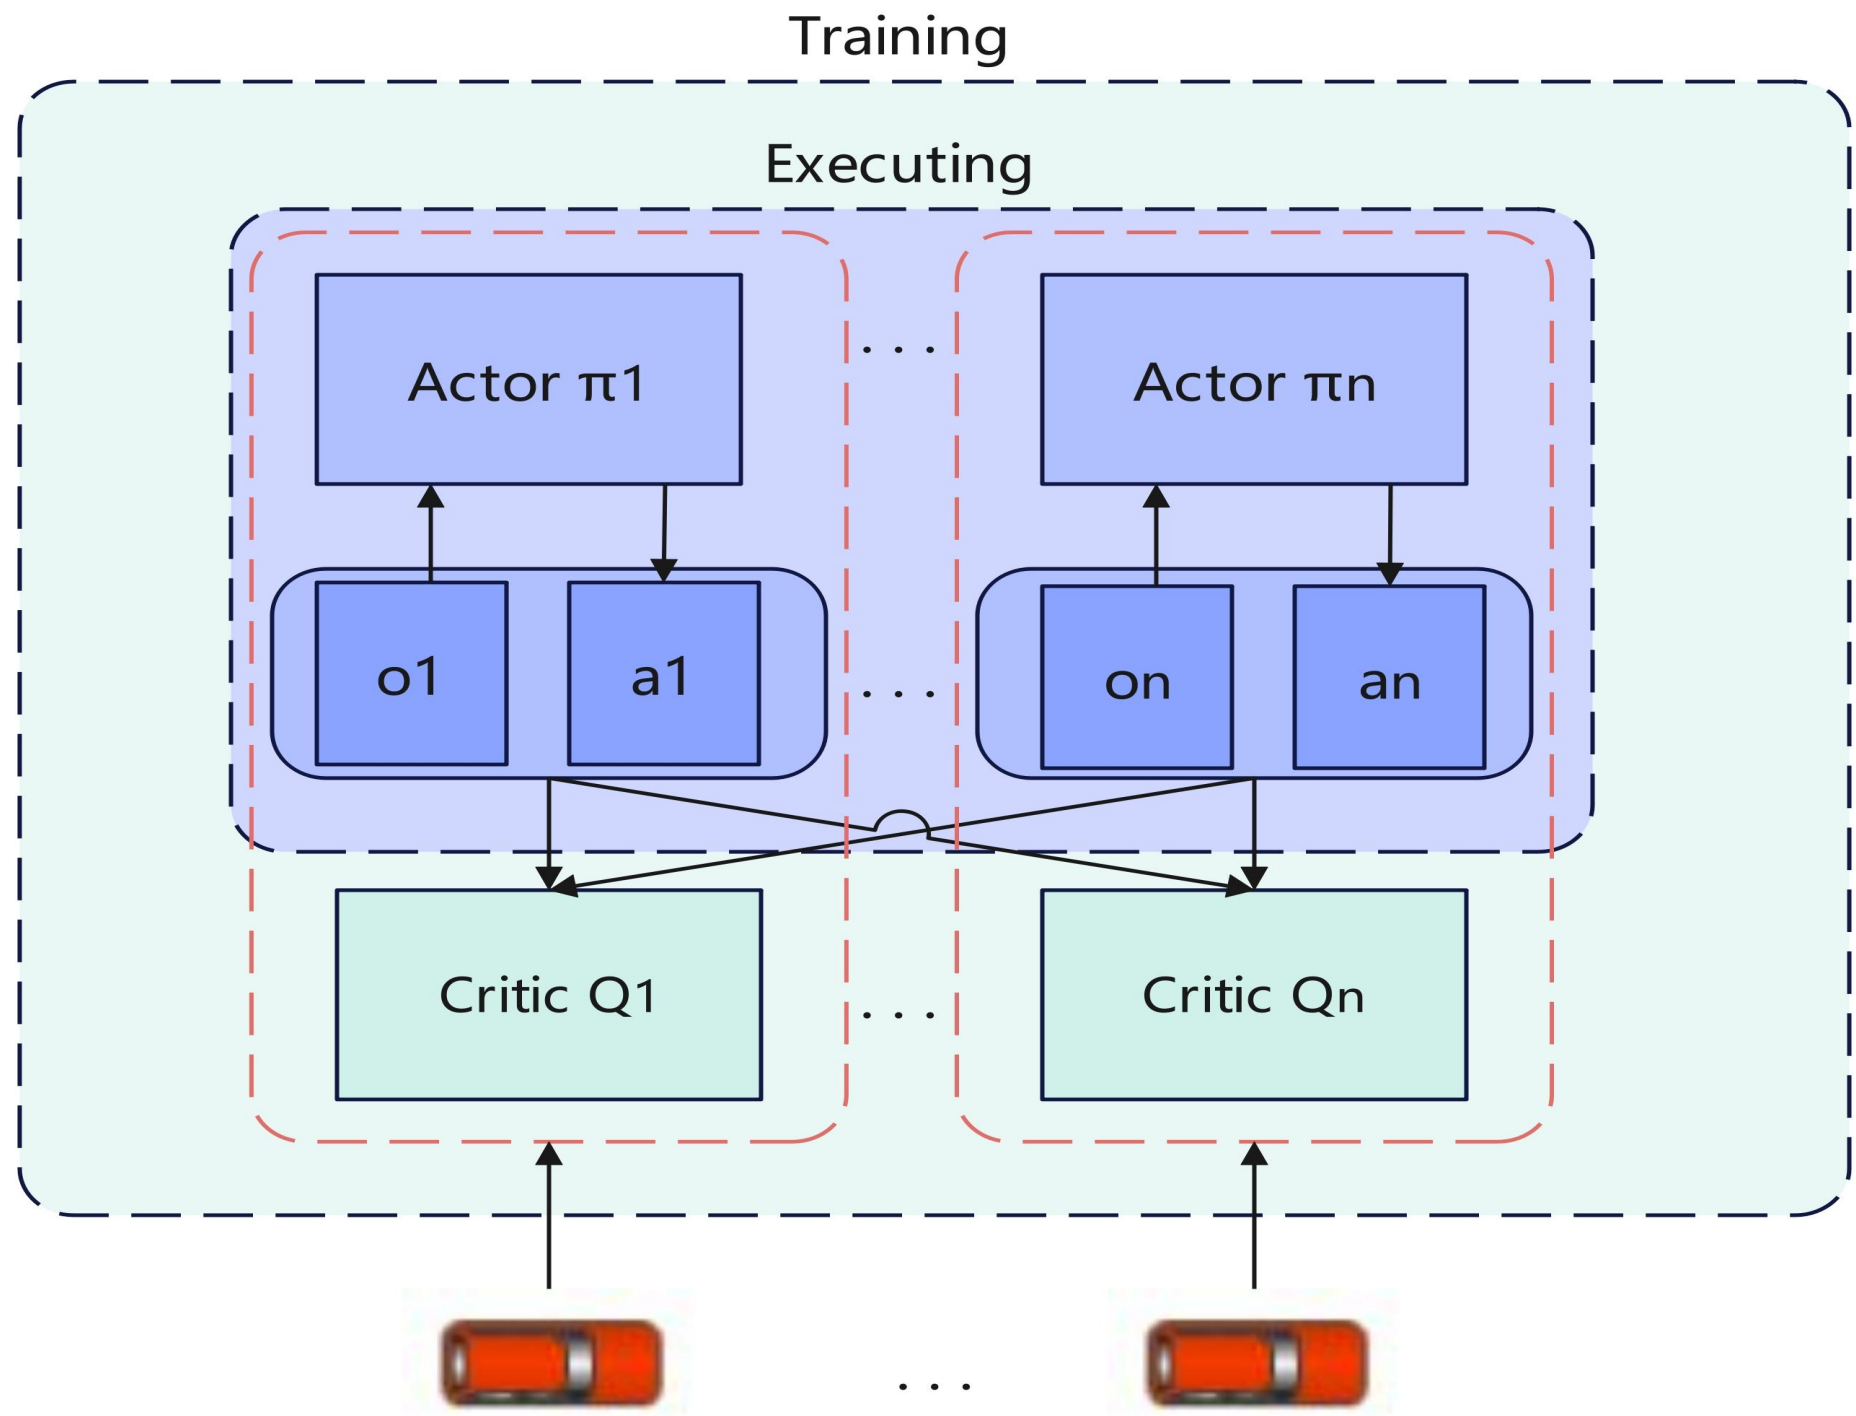 Training
Executing
Actor π1
. . .
Actor πn
o1
a1
. . .
on
an
Critic Q1
. . .
Critic Qn
. . .